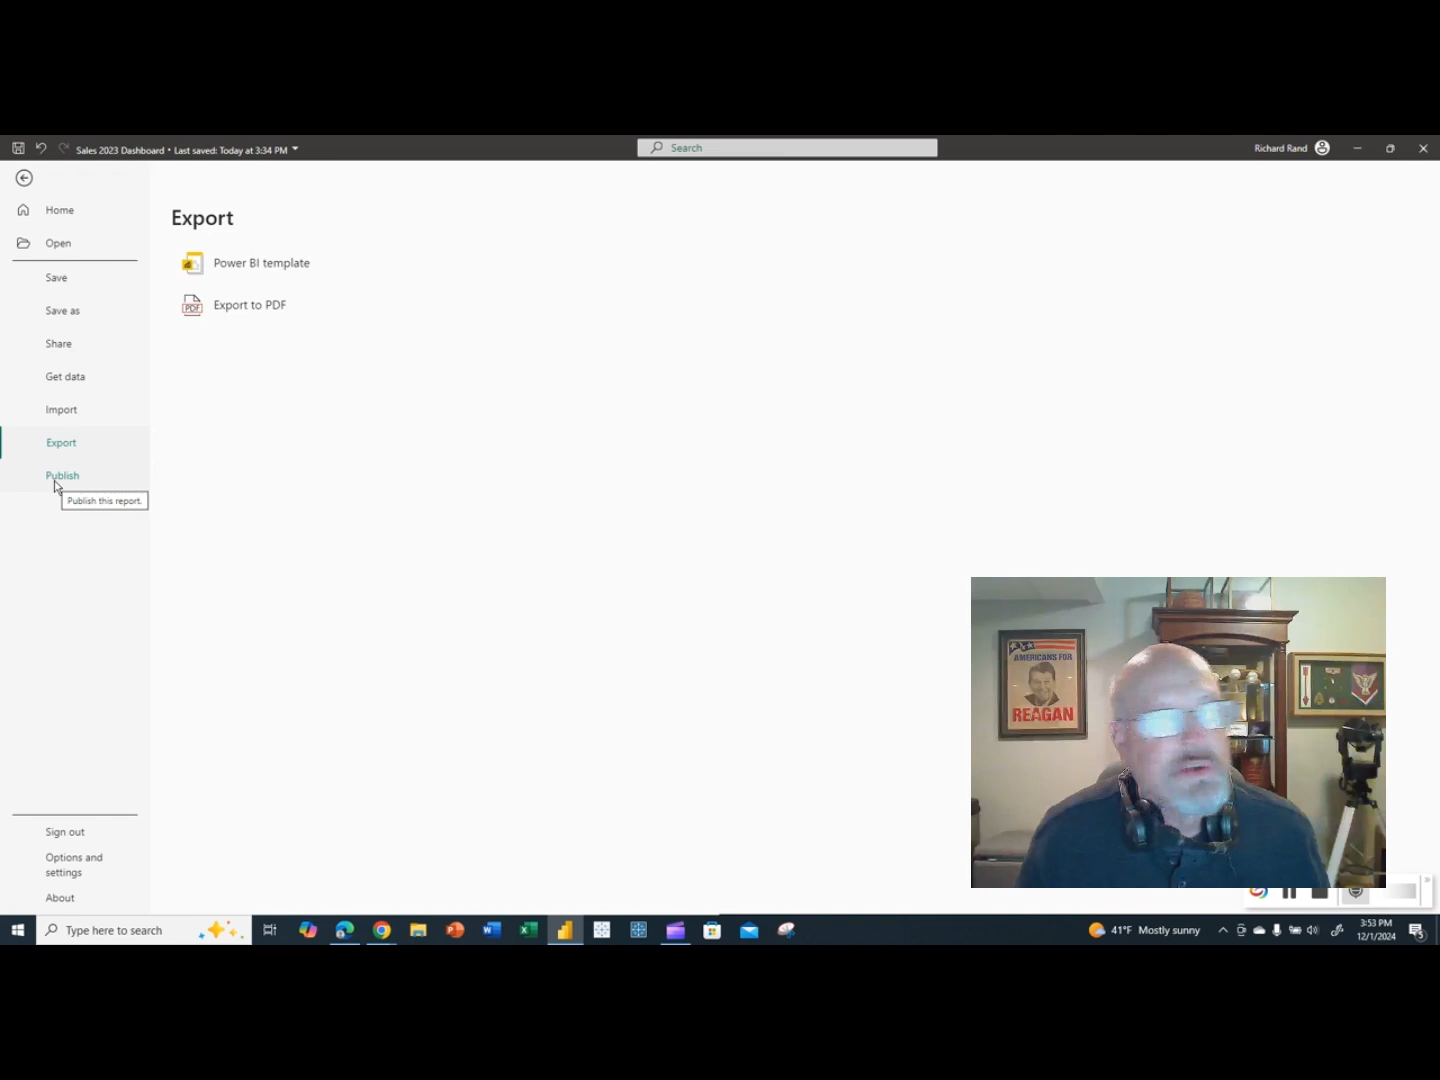 Sales 2023 Dashboard • Last saved: Today at 3:34 PM
Search
Richard Rand
Home
Open
Save
Save as
Share
Get data
Import
Export
Publish
Publish this report.
Sign out
Options and
settings
About
Export
Power BI template
PDF
Export to PDF
AMERICANS FOR
REAGAN
Type here to search
41°F Mostly sunny
3:53 PM
12/1/2024
5